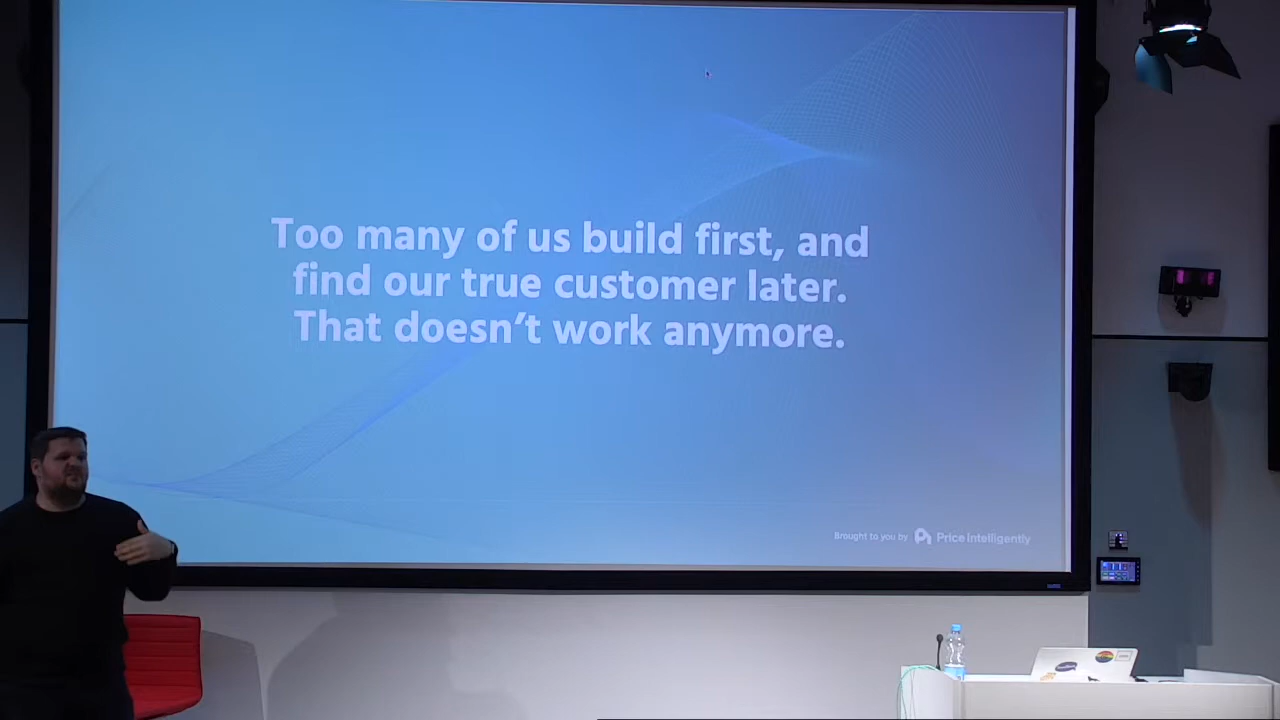 Too many of us build first, and
find our true customer later.
That doesn't work anymore.
Brought to you by Price Intelligently